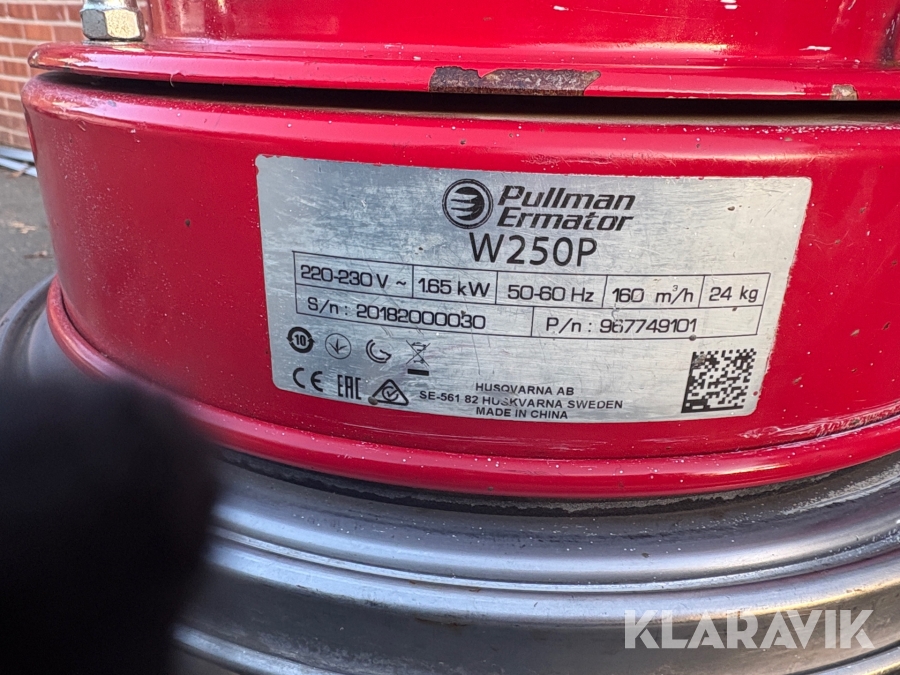 Pullman
Ermator
W250P
220-230 V ~ 1.65 kW 50-60 Hz 160 m³/h 24 kg
S/n : 20182000030 P/n : 967749101
10
CE EAC
HUSQVARNA AB
SE-561 82 HUSKVARNA SWEDEN
MADE IN CHINA
KLARAVIK